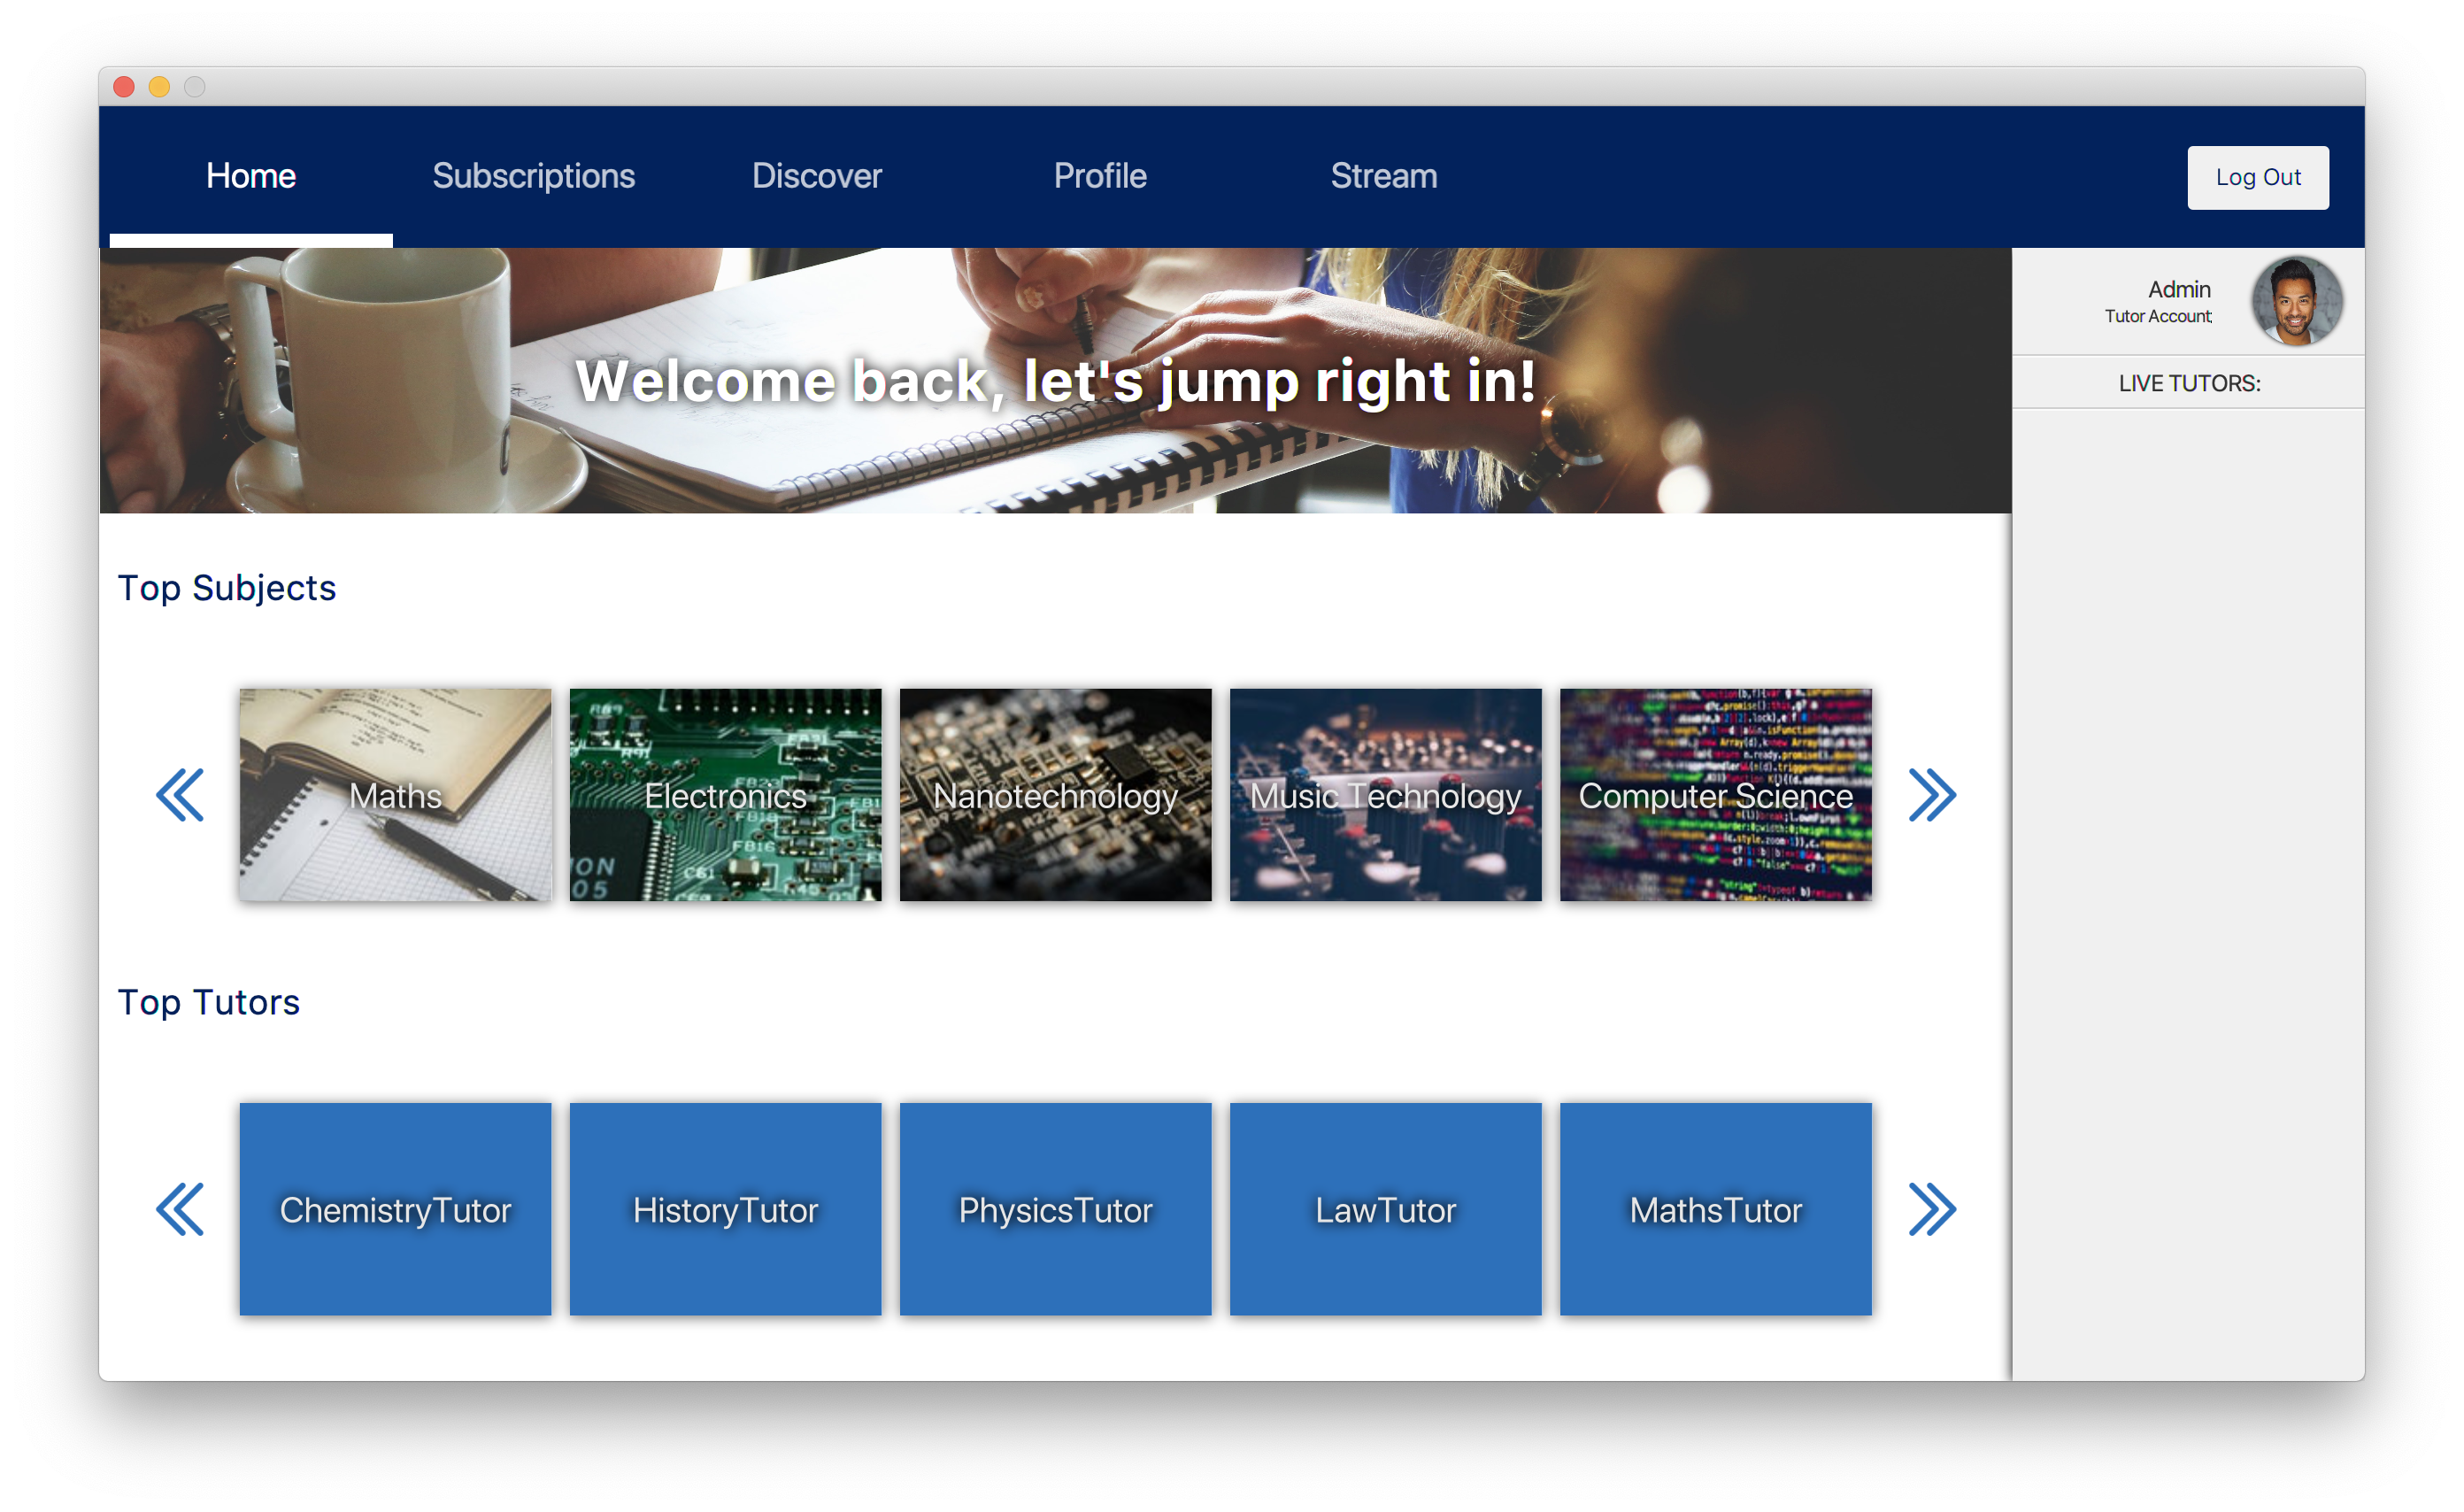 Home Subscriptions Discover Profile Stream Log Out
Admin
Tutor Account
LIVE TUTORS:
Welcome back, let's jump right in!
Top Subjects
Maths Electronics Nanotechnology Music Technology Computer Science
Top Tutors
ChemistryTutor HistoryTutor PhysicsTutor LawTutor MathsTutor